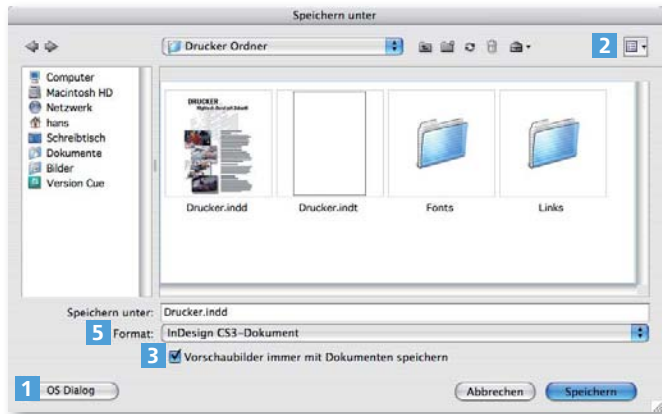 Speichern unter
Drucker Ordner
2
Computer
Macintosh HD
Netzwerk
hans
Schreibtisch
Dokumente
Bilder
Version Cue
DRUCKER
Drucker.indd
Drucker.indt
Fonts
Links
Speichern unter: Drucker.indd
5 Format: InDesign CS3-Dokument
3 Vorschaubilder immer mit Dokumenten speichern
1 OS Dialog
Abbrechen
Speichern